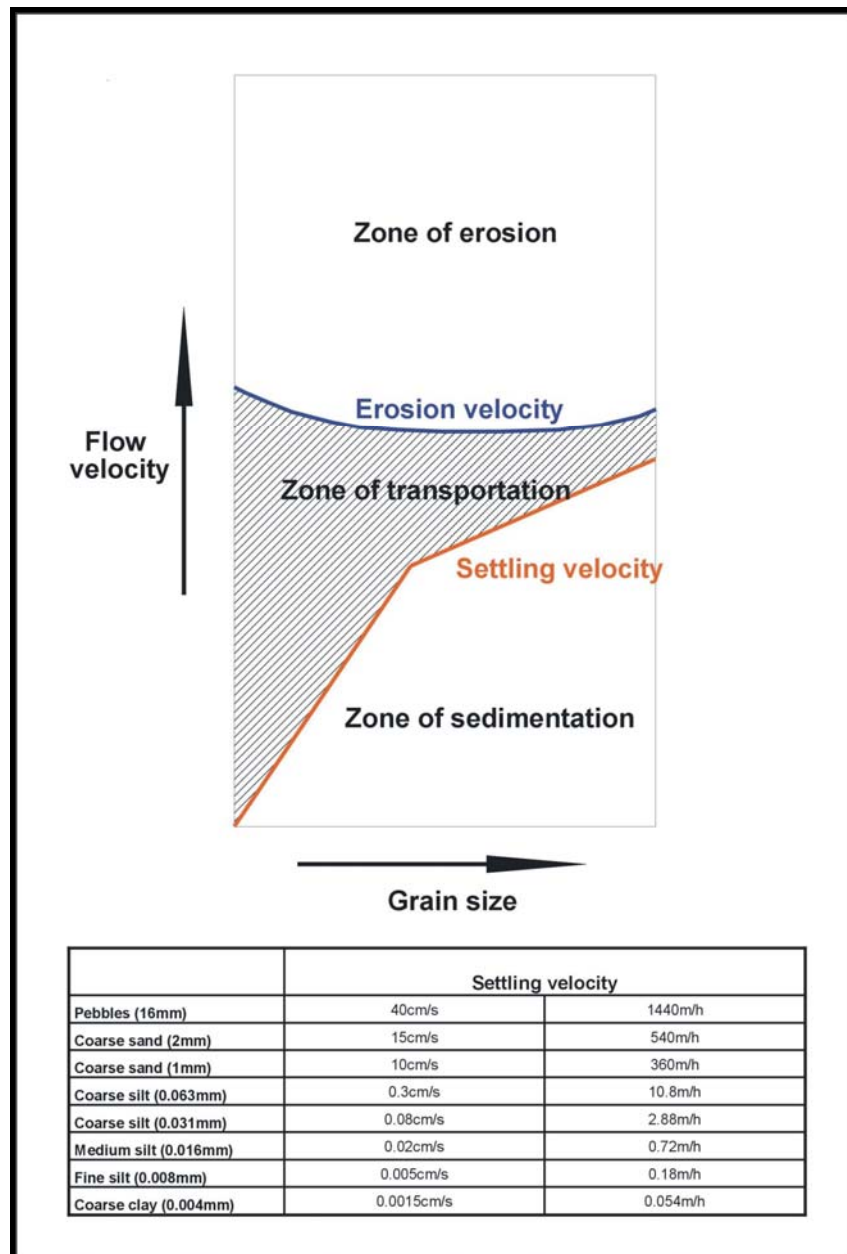 Zone of erosion
Erosion velocity
Flow
velocity
Zone of transportation
Settling velocity
Zone of sedimentation
Grain size
Settling velocity
Pebbles (16mm) 40cm/s 1440m/h
Coarse sand (2mm) 15cm/s 540m/h
Coarse sand (1mm) 10cm/s 360m/h
Coarse silt (0.063mm) 0.3cm/s 10.8m/h
Coarse silt (0.031mm) 0.08cm/s 2.88m/h
Medium silt (0.016mm) 0.02cm/s 0.72m/h
Fine silt (0.008mm) 0.005cm/s 0.18m/h
Coarse clay (0.004mm) 0.0015cm/s 0.054m/h